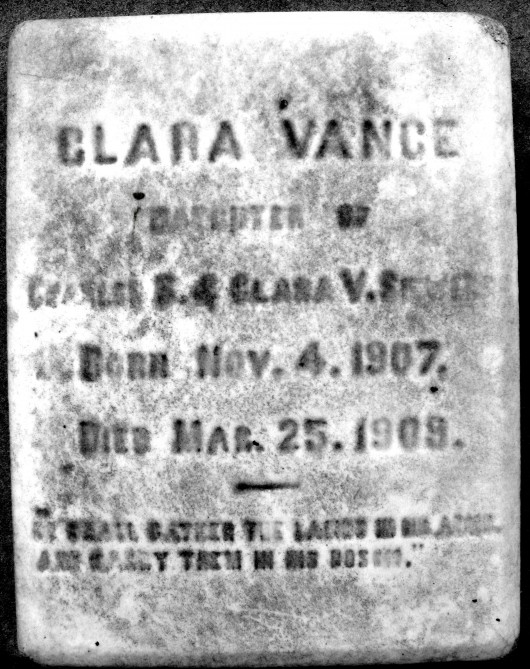 CLARA VANCE
DAUGHTER OF
CHARLES S. & CLARA V.
BORN NOV. 4. 1907.
DIED MAR. 25. 1909.
"HE SHALL GATHER THE LAMBS IN HIS ARMS.
AND CARRY THEM IN HIS BOSOM."